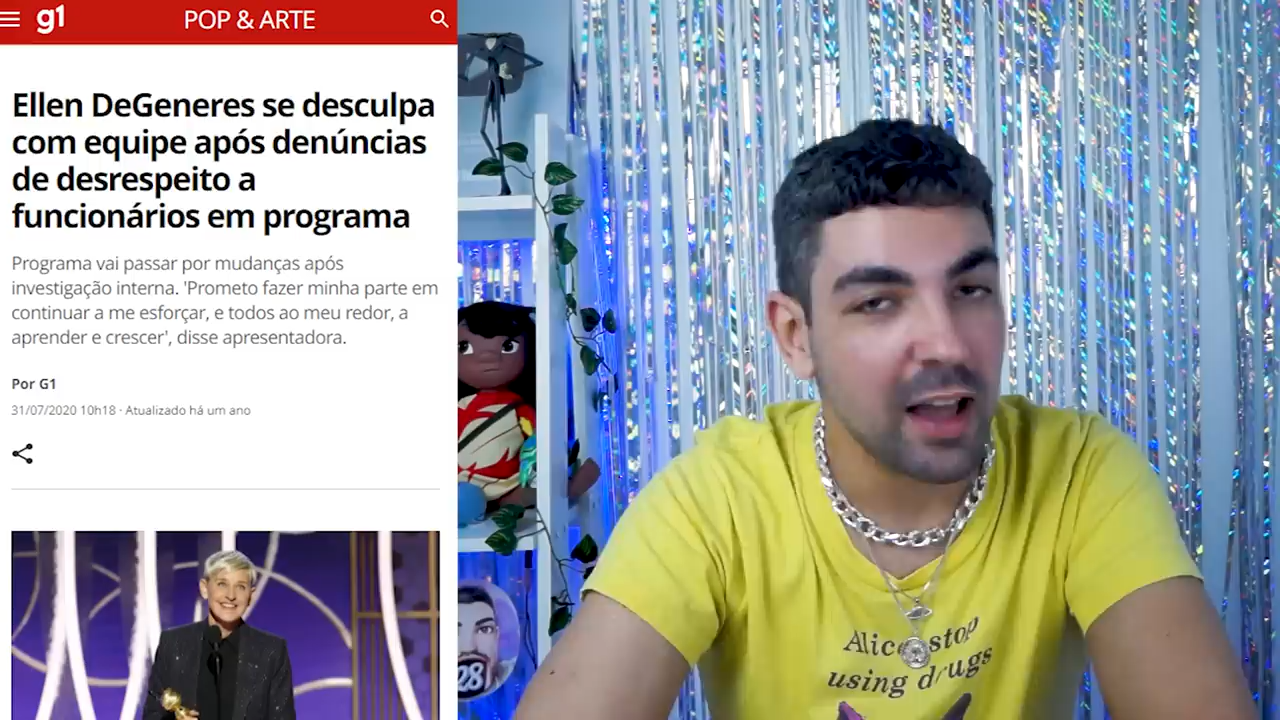 g1
POP & ARTE
Ellen DeGeneres se desculpa
com equipe após denúncias
de desrespeito a
funcionários em programa
Programa vai passar por mudanças após
investigação interna. 'Prometo fazer minha parte em
continuar a me esforçar, e todos ao meu redor, a
aprender e crescer', disse apresentadora.
Por G1
31/07/2020 10h18 · Atualizado há um ano
Alice stop
using drugs
28